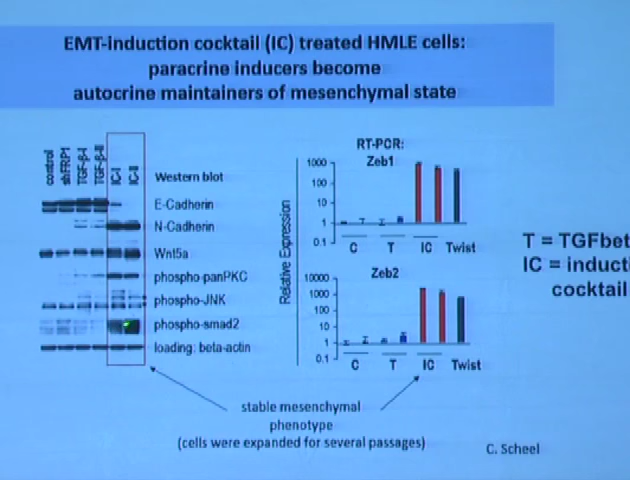 EMT-induction cocktail (IC) treated HMLE cells:
paracrine inducers become
autocrine maintainers of mesenchymal state
control
shFRP1
TGF-β-I
TGF-β-II
IC-I
IC-II
Western blot
E-Cadherin
N-Cadherin
Wnt5a
phospho-panPKC
phospho-JNK
phospho-smad2
loading: beta-actin
Relative Expression
RT-PCR:
Zeb1
1000
100
10
1
0.1
C T IC Twist
Zeb2
10000
1000
100
10
1
0.1
C T IC Twist
T = TGFbet
IC = inducti
cocktail
stable mesenchymal
phenotype
(cells were expanded for several passages)
C. Scheel